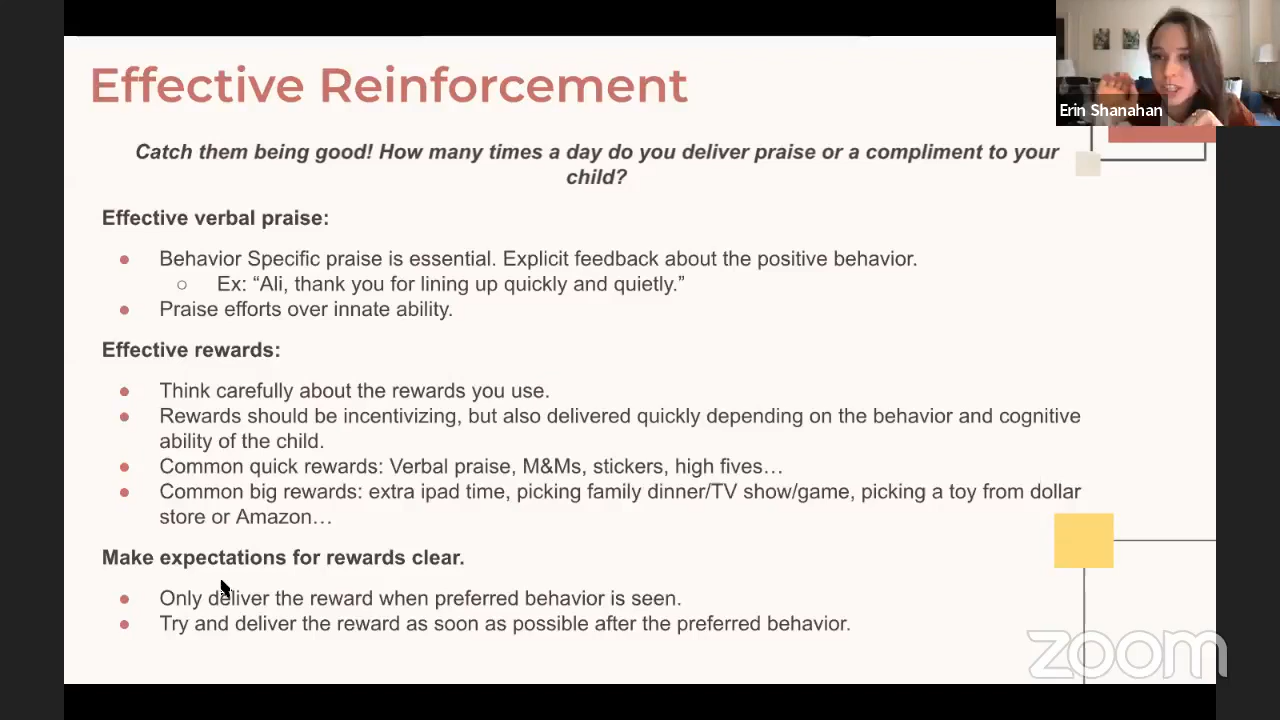 Effective Reinforcement
Erin Shanahan
Catch them being good! How many times a day do you deliver praise or a compliment to your
child?
Effective verbal praise:
● Behavior Specific praise is essential. Explicit feedback about the positive behavior.
○ Ex: “Ali, thank you for lining up quickly and quietly.”
● Praise efforts over innate ability.
Effective rewards:
● Think carefully about the rewards you use.
● Rewards should be incentivizing, but also delivered quickly depending on the behavior and cognitive
ability of the child.
● Common quick rewards: Verbal praise, M&Ms, stickers, high fives…
● Common big rewards: extra ipad time, picking family dinner/TV show/game, picking a toy from dollar
store or Amazon…
Make expectations for rewards clear.
● Only deliver the reward when preferred behavior is seen.
● Try and deliver the reward as soon as possible after the preferred behavior.
zoom